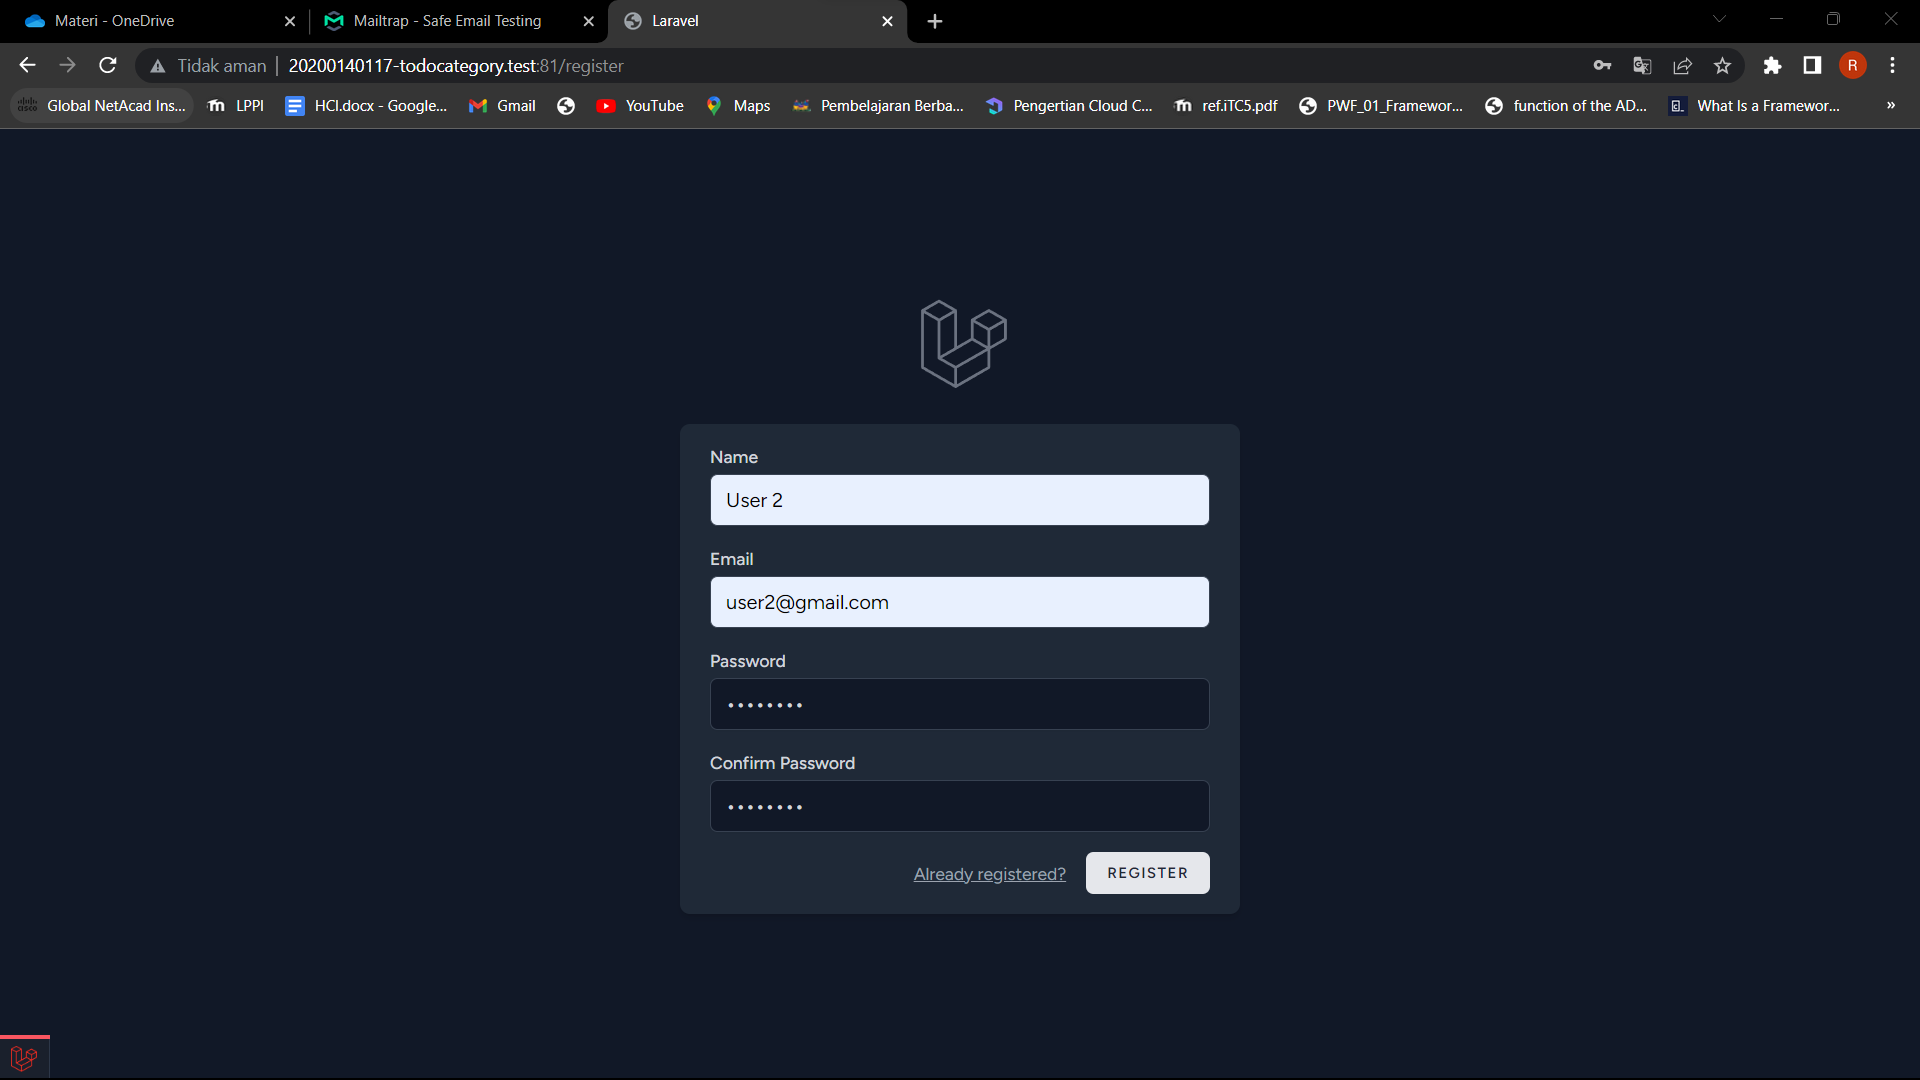 Materi - OneDrive
Mailtrap - Safe Email Testing
Laravel
Tidak aman
20200140117-todocategory.test:81/register
R
Global NetAcad Ins...
LPPI
HCI.docx - Google...
Gmail
YouTube
Maps
Pembelajaran Berba...
Pengertian Cloud C...
ref.iTC5.pdf
PWF_01_Framewor...
function of the AD...
What Is a Framewor...
»
Name
User 2
Email
user2@gmail.com
Password
••••••••
Confirm Password
••••••••
Already registered?
REGISTER